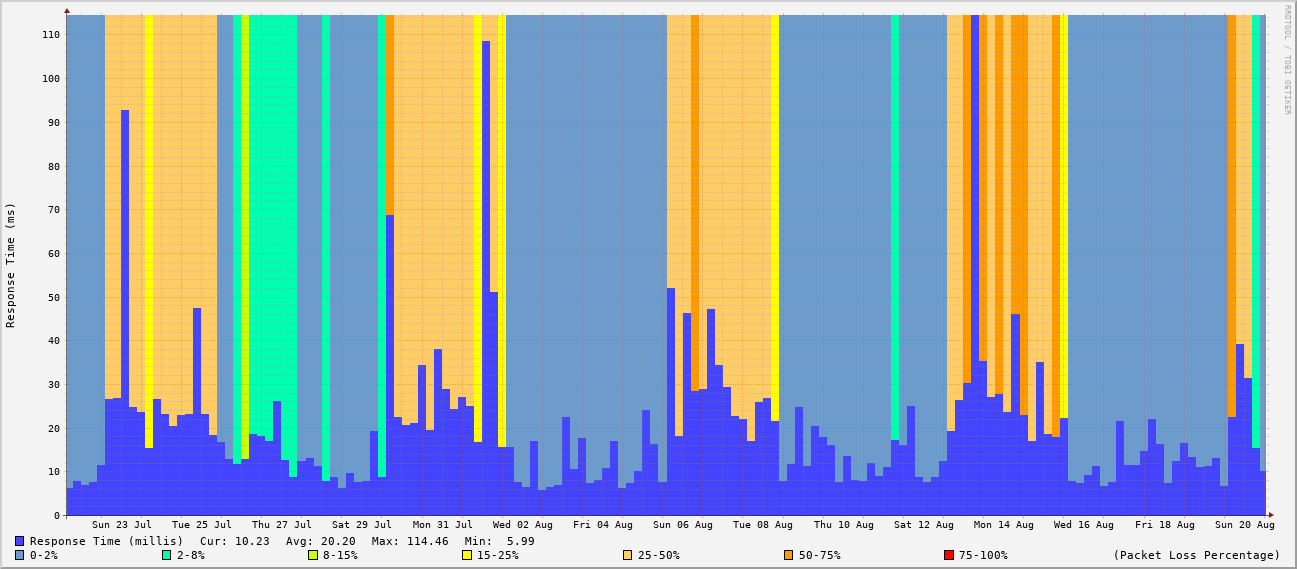 RRDTOOL / TOBI OETIKER
Response Time (ms)
110
100
90
80
70
60
50
40
30
20
10
0
Sun 23 Jul Tue 25 Jul Thu 27 Jul Sat 29 Jul Mon 31 Jul Wed 02 Aug Fri 04 Aug Sun 06 Aug Tue 08 Aug Thu 10 Aug Sat 12 Aug Mon 14 Aug Wed 16 Aug Fri 18 Aug Sun 20 Aug
Response Time (millis) Cur: 10.23 Avg: 20.20 Max: 114.46 Min: 5.99
0-2% 2-8% 8-15% 15-25% 25-50% 50-75% 75-100% (Packet Loss Percentage)